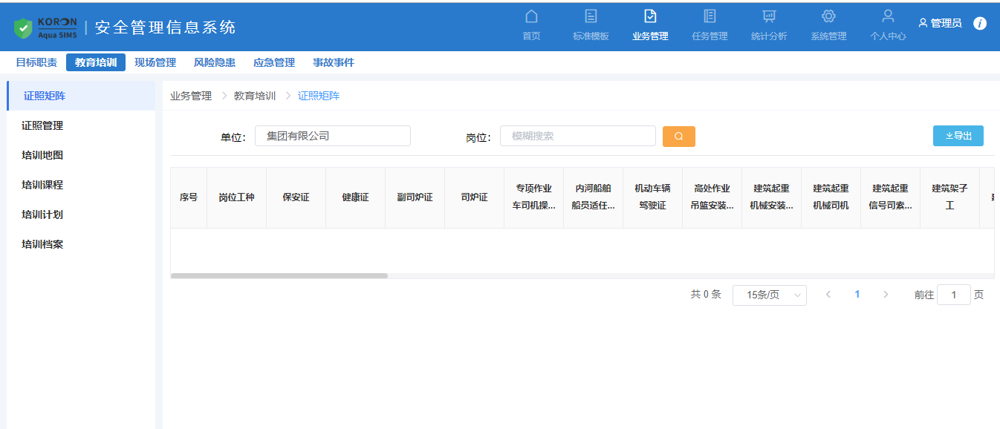 KORON
Aqua SIMS
安全管理信息系统
首页
标准模板
业务管理
任务管理
统计分析
系统管理
个人中心
管理员
目标职责
教育培训
现场管理
风险隐患
应急管理
事故事件
证照矩阵
证照管理
培训地图
培训课程
培训计划
培训档案
业务管理 > 教育培训 > 证照矩阵
单位：
集团有限公司
岗位：
模糊搜索
导出
序号
岗位工种
保安证
健康证
副司炉证
司炉证
专项作业
车司机操...
内河船舶
船员适任...
机动车辆
驾驶证
高处作业
吊篮安装...
建筑起重
机械安装...
建筑起重
机械司机
建筑起重
信号司索...
建筑架子
工
共 0 条
15条/页
1
前往
1
页